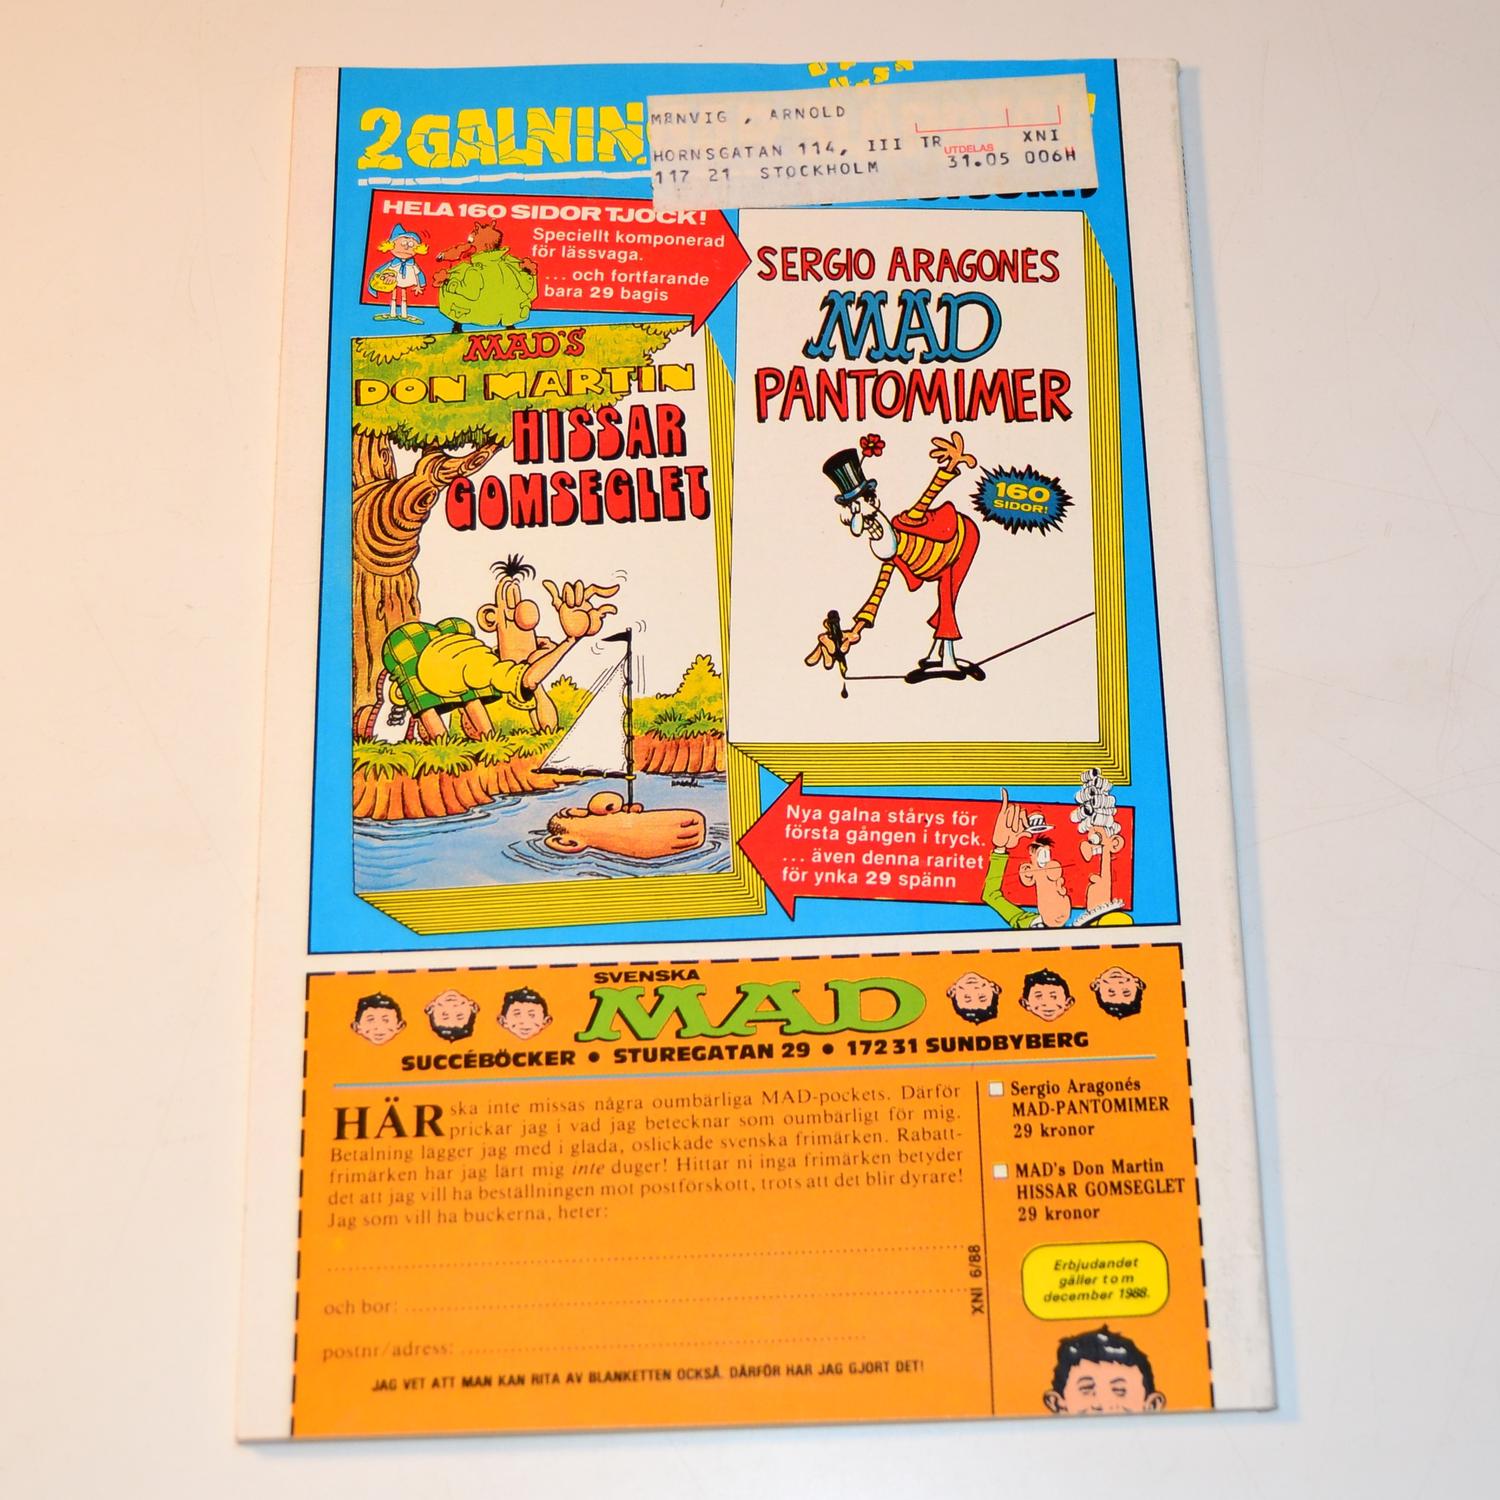 2 GALNIN
MØNVIG , ARNOLD
HORNSGATAN 114, III TR XNI
UTDELAS
117 21 STOCKHOLM 31.05 006H
HELA 160 SIDOR TJOCK!
Speciellt komponerad
för lässvaga.
... och fortfarande
bara 29 bagis
MAD'S
DON MARTIN
HISSAR
GOMSEGLET
SERGIO ARAGONÉS
MAD
PANTOMIMER
160
SIDOR!
Nya galna stårys för
första gången i tryck.
... även denna raritet
för ynka 29 spänn
SVENSKA
MAD
SUCCÉBÖCKER • STUREGATAN 29 • 172 31 SUNDBYBERG
HÄR ska inte missas några oumbärliga MAD-pockets. Därför
prickar jag i vad jag betecknar som oumbärligt för mig.
Betalning lägger jag med i glada, oslickade svenska frimärken. Rabatt-
frimärken har jag lärt mig inte duger! Hittar ni inga frimärken betyder
det att jag vill ha beställningen mot postförskott, trots att det blir dyrare!
Jag som vill ha buckerna, heter:
och bor:
postnr/adress:
JAG VET ATT MAN KAN RITA AV BLANKETTEN OCKSÅ. DÄRFÖR HAR JAG GJORT DET!
XNI 6/88
Sergio Aragonés
MAD-PANTOMIMER
29 kronor
MAD's Don Martin
HISSAR GOMSEGLET
29 kronor
Erbjudandet
gäller t o m
december 1988.